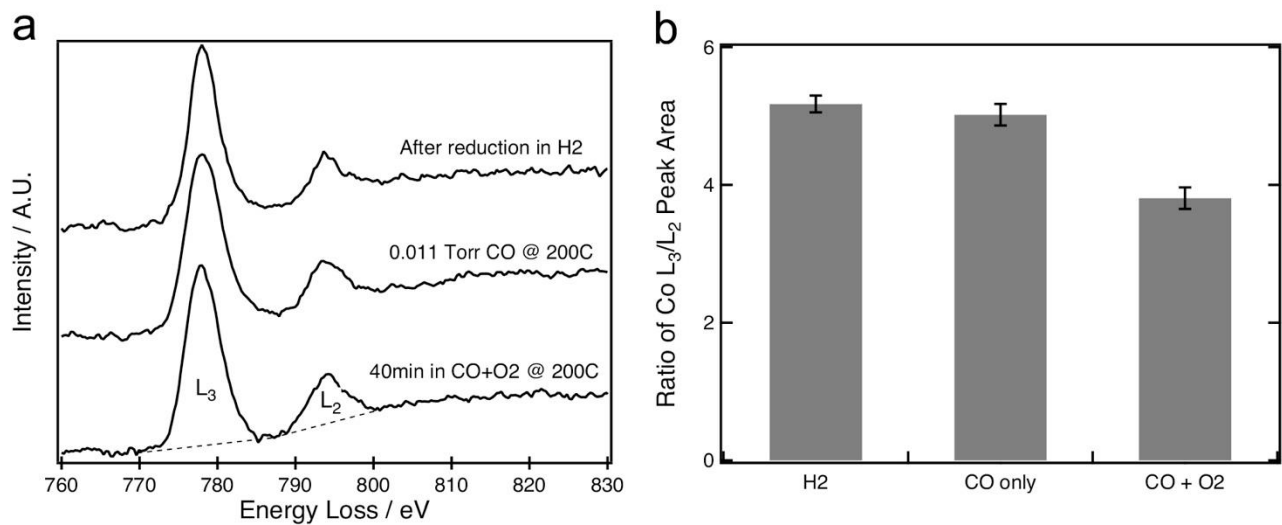 a
Intensity / A.U.
After reduction in H2
0.011 Torr CO @ 200C
40min in CO+O2 @ 200C
L3
L2
760 770 780 790 800 810 820 830
Energy Loss / eV
b
Ratio of Co L3/L2 Peak Area
6
4
2
0
H2 CO only CO + O2